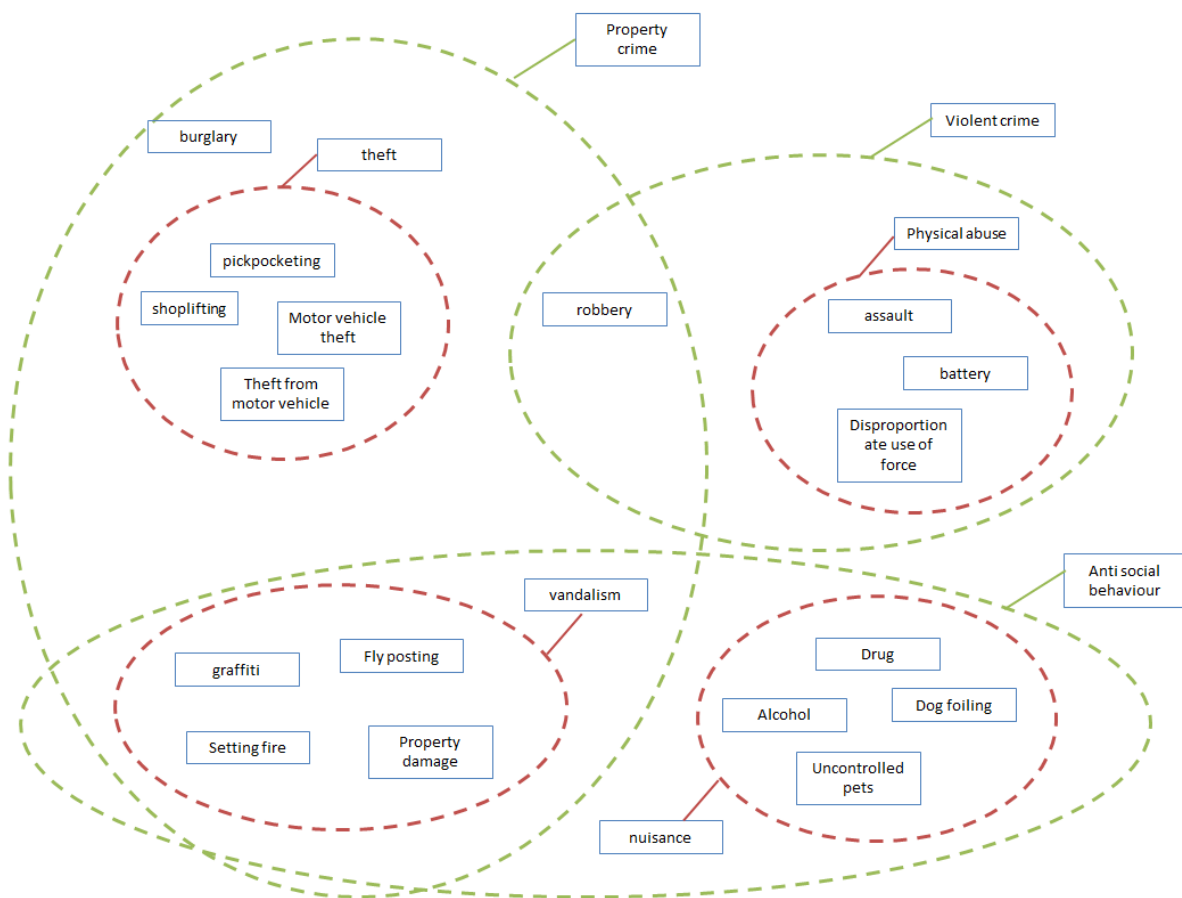 Property
crime
Violent crime
burglary
theft
Physical abuse
pickpocketing
shoplifting
Motor vehicle
theft
robbery
assault
Theft from
motor vehicle
battery
Disproportion
ate use of
force
Anti social
behaviour
vandalism
graffiti
Fly posting
Drug
Alcohol
Dog foiling
Setting fire
Property
damage
Uncontrolled
pets
nuisance